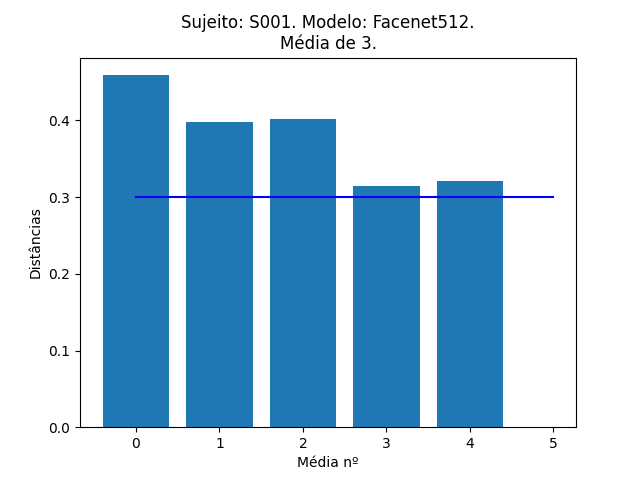 Sujeito: S001. Modelo: Facenet512.
Média de 3.
Distâncias
0.4
0.3
0.2
0.1
0.0
0 1 2 3 4 5
Média nº